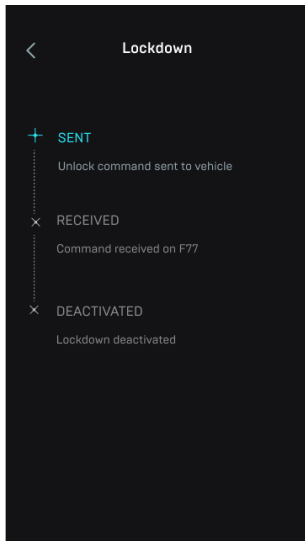 Lockdown
SENT
Unlock command sent to vehicle
RECEIVED
Command received on F77
DEACTIVATED
Lockdown deactivated